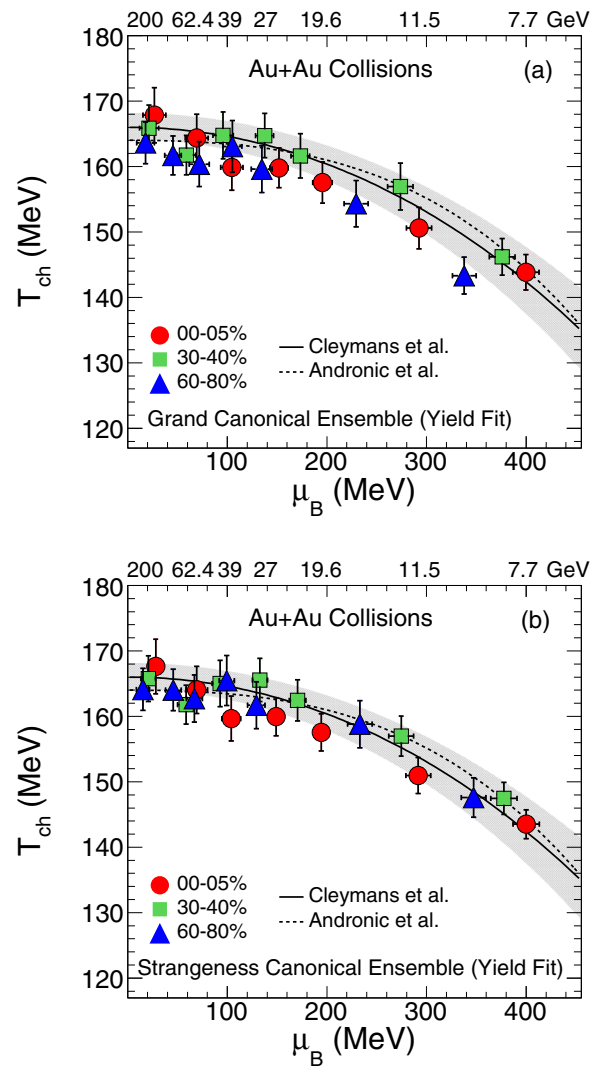 200 62.4 39 27 19.6 11.5 7.7 GeV
180
Au+Au Collisions (a)
170
160
150
T_ch (MeV)
140
00-05%
30-40% Cleymans et al.
60-80% Andronic et al.
130
Grand Canonical Ensemble (Yield Fit)
120
0 100 200 300 400
μ_B (MeV)
200 62.4 39 27 19.6 11.5 7.7 GeV
180
Au+Au Collisions (b)
170
160
150
T_ch (MeV)
140
00-05%
30-40% Cleymans et al.
60-80% Andronic et al.
130
Strangeness Canonical Ensemble (Yield Fit)
120
0 100 200 300 400
μ_B (MeV)